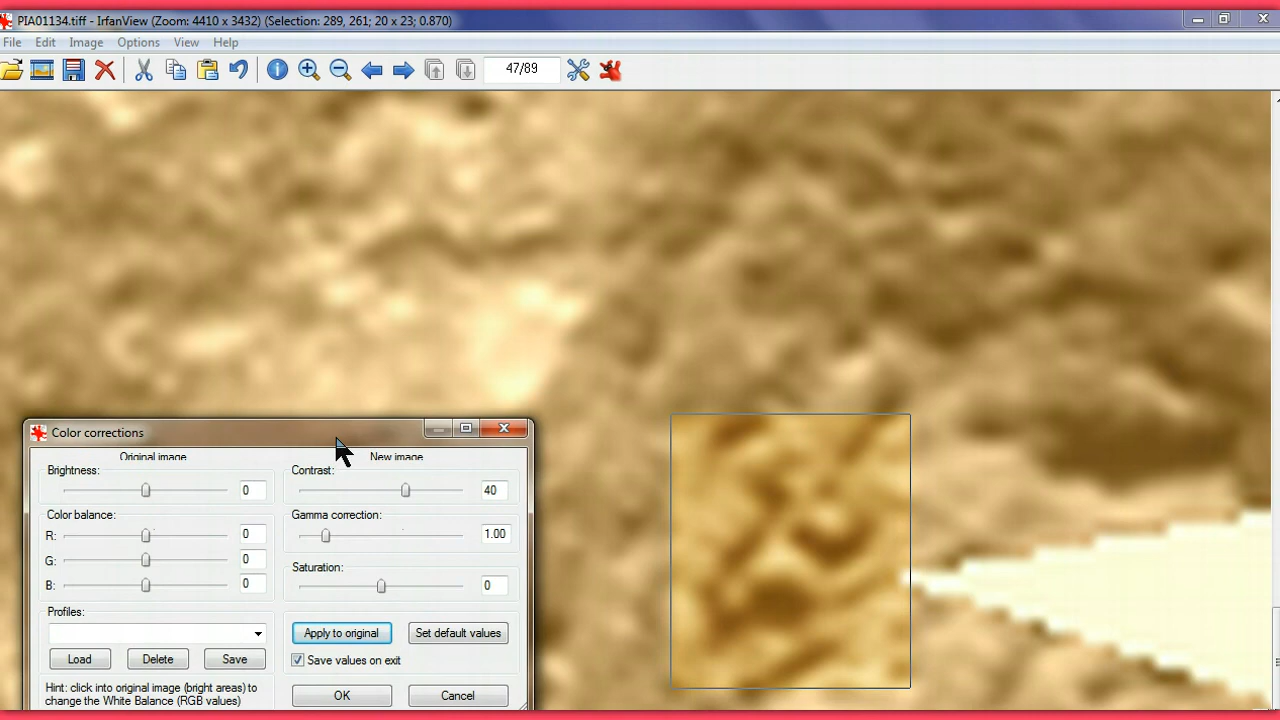 PIA01134.tiff - IrfanView (Zoom: 4410 x 3432) (Selection: 289, 261; 20 x 23; 0.870)
File Edit Image Options View Help
47/89
Color corrections
Original image New image
Brightness: 0
Contrast: 40
Color balance:
R: 0
G: 0
B: 0
Gamma correction: 1.00
Saturation: 0
Profiles:
Load Delete Save
Apply to original Set default values
Save values on exit
OK Cancel
Hint: click into original image (bright areas) to
change the White Balance (RGB values)